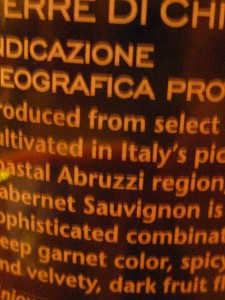 ERRE DI CHI
NDICAZIONE
EOGRAFICA PRO
roduced from select
ultivated in Italy's pic
oastal Abruzzi region,
abernet Sauvignon is
ophisticated combinat
eep garnet color, spicy
nd velvety, dark fruit fl